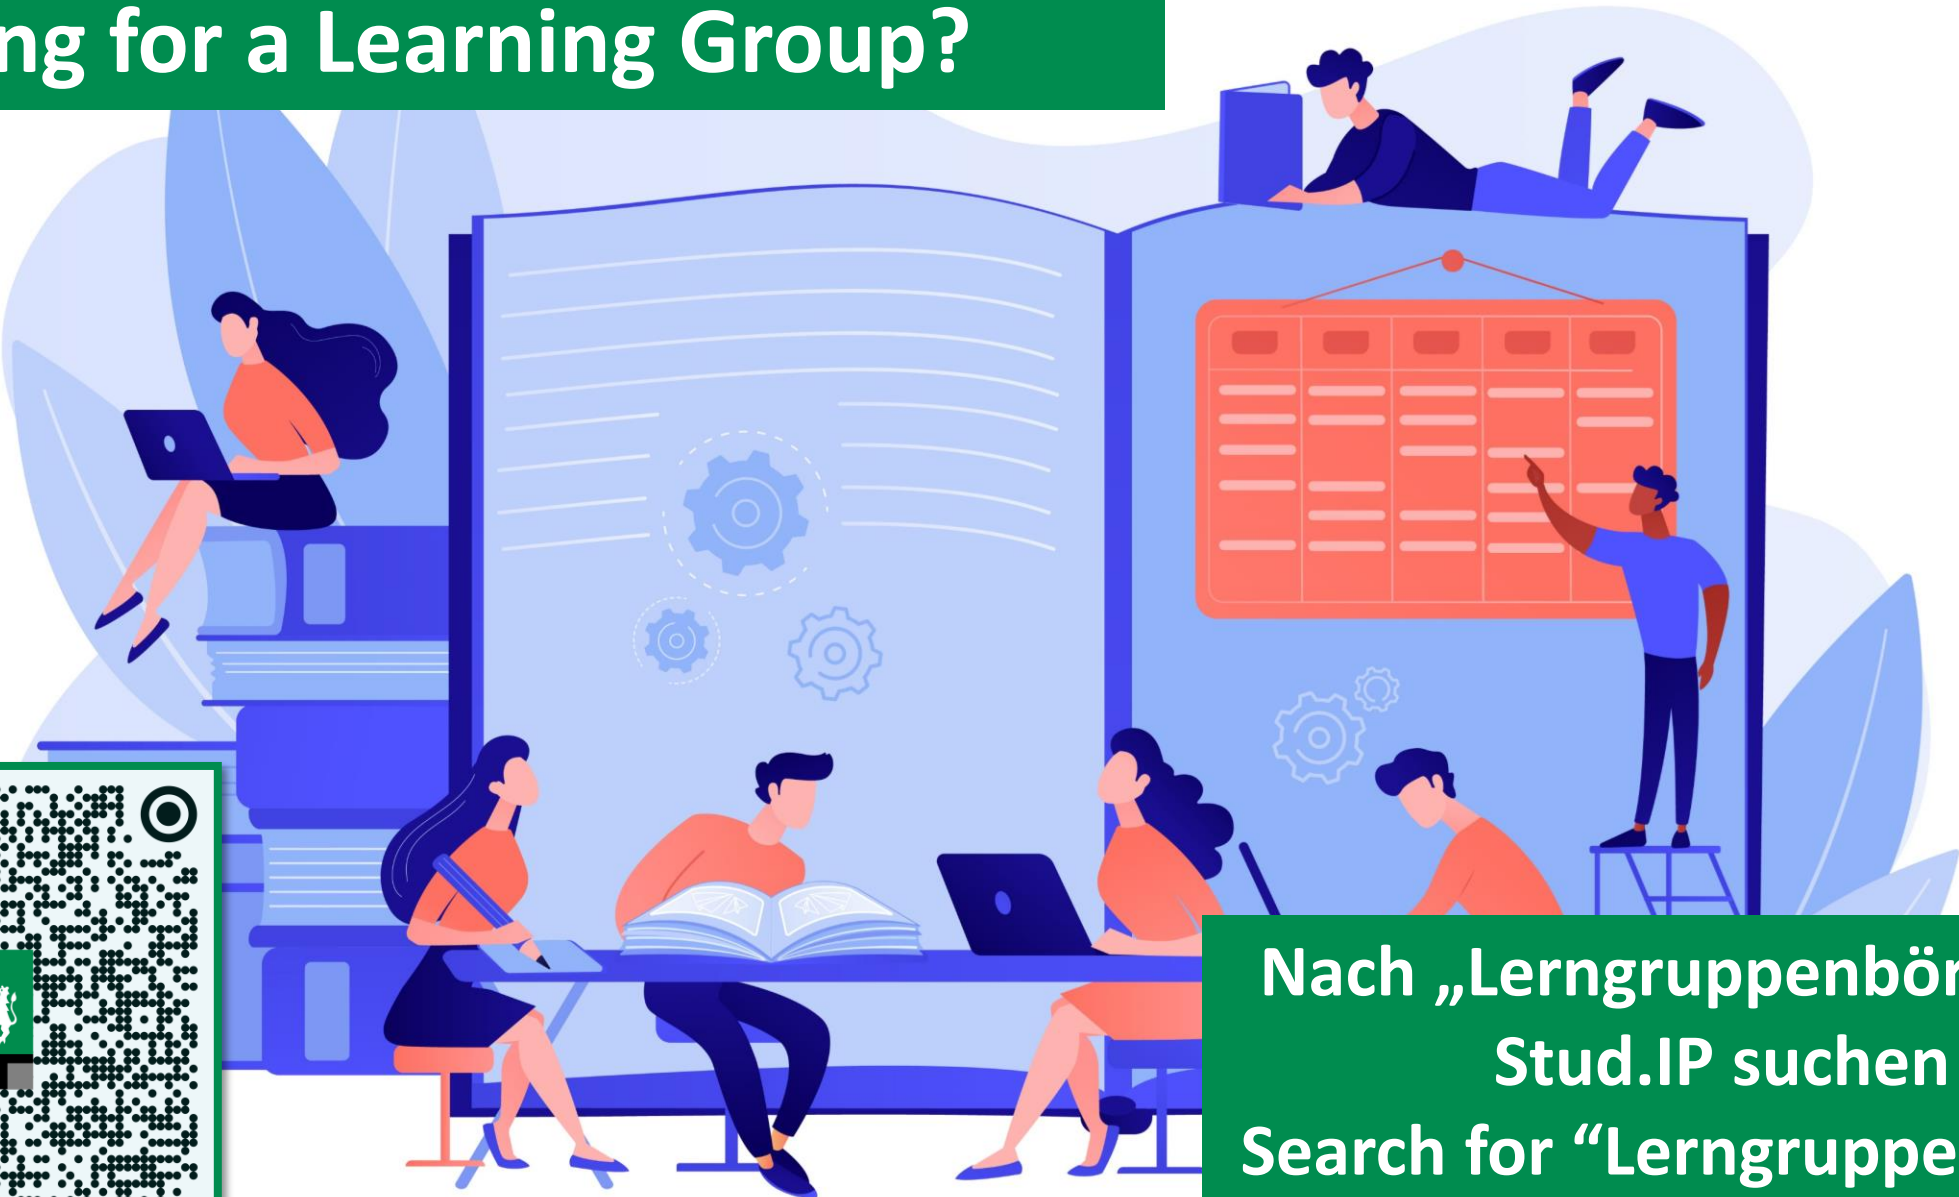 ng for a Learning Group?
Nach „Lerngruppenbör
Stud.IP suchen
Search for “Lerngruppe